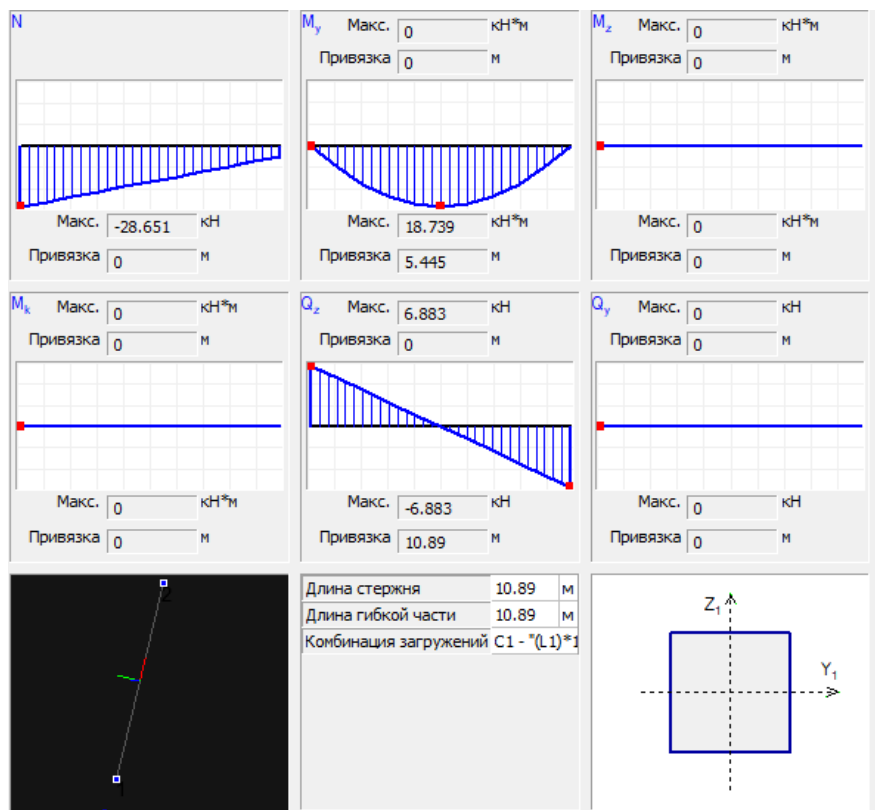 N
My Макс. 0 кН*м
Привязка 0 м
Mz Макс. 0 кН*м
Привязка 0 м
Макс. -28.651 кН
Привязка 0 м
Макс. 18.739 кН*м
Привязка 5.445 м
Макс. 0 кН*м
Привязка 0 м
Mk Макс. 0 кН*м
Привязка 0 м
Qz Макс. 6.883 кН
Привязка 0 м
Qy Макс. 0 кН
Привязка 0 м
Макс. 0 кН*м
Привязка 0 м
Макс. -6.883 кН
Привязка 10.89 м
Макс. 0 кН
Привязка 0 м
2
1
Длина стержня 10.89 м
Длина гибкой части 10.89 м
Комбинация загружений C1 - "(L1)*1
Z1
Y1